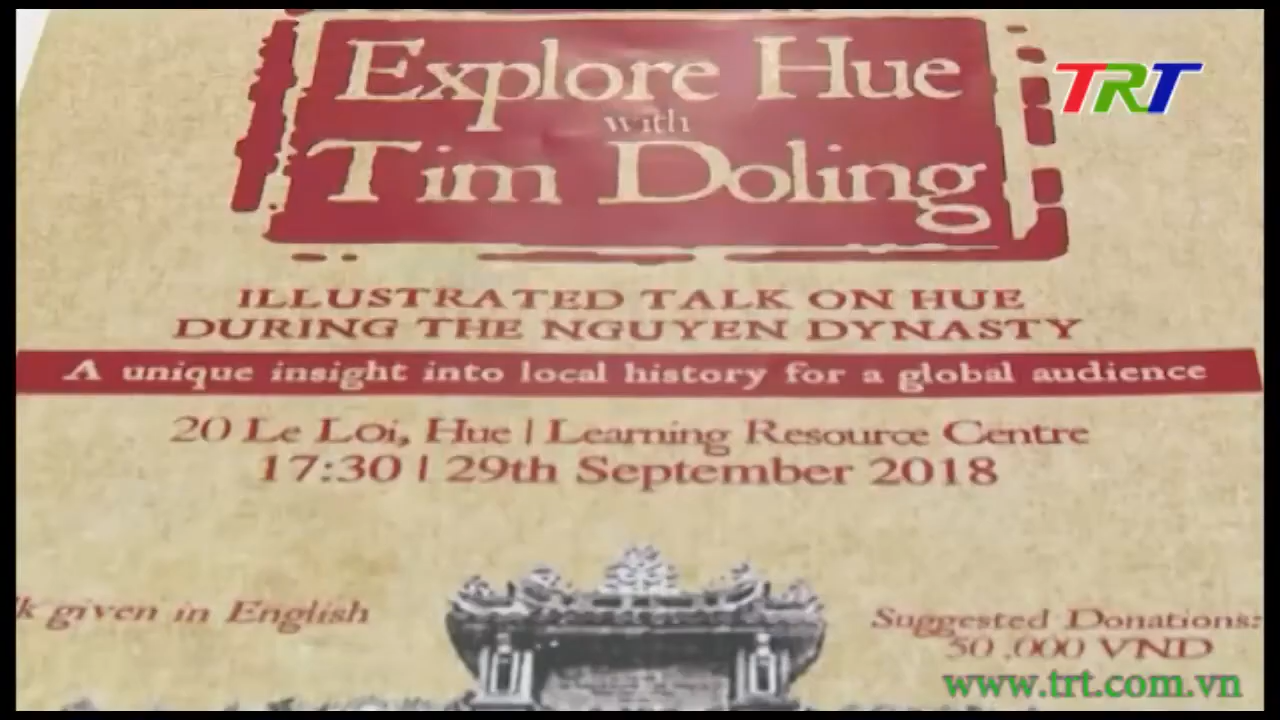 Explore Hue
with
Tim Doling
TRT
ILLUSTRATED TALK ON HUE
DURING THE NGUYEN DYNASTY
A unique insight into local history for a global audience
20 Le Loi, Hue | Learning Resource Centre
17:30 | 29th September 2018
k given in English
Suggested Donations:
50.000 VND
www.trt.com.vn